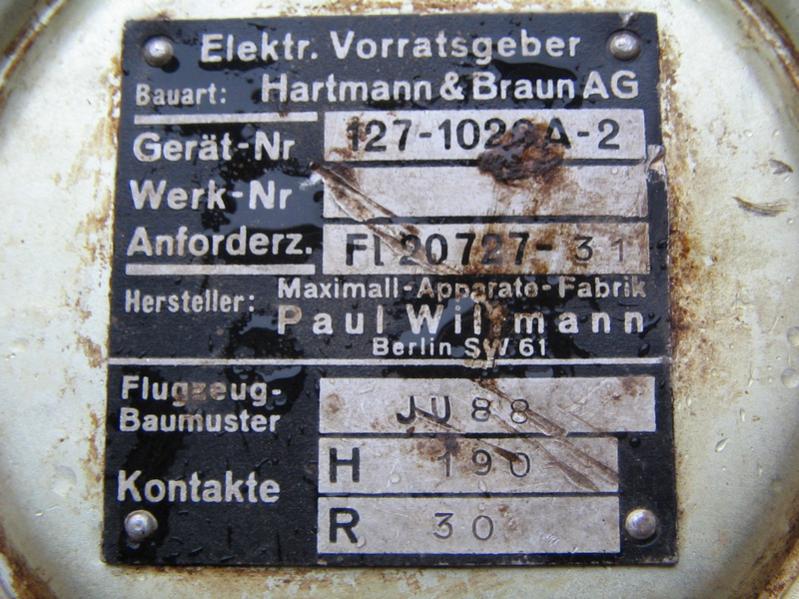 Elektr. Vorratsgeber
Bauart: Hartmann & Braun AG
Gerät-Nr
Werk-Nr
Anforderz. Fl 20727-31
Hersteller: Maximall-Apparate-Fabrik
Paul Willmann
Berlin SW 61
Flugzeug-Baumuster JU 88
Kontakte H 190
R 30